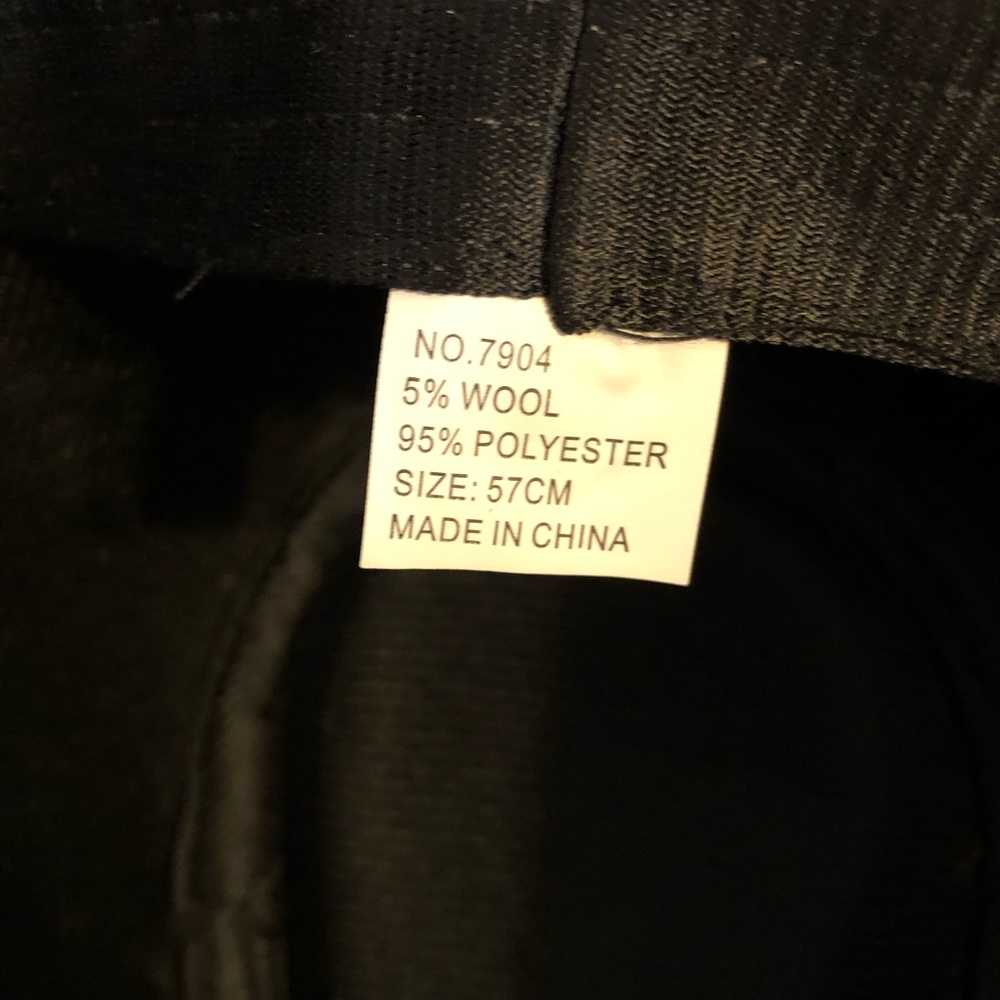 NO.7904
5% WOOL
95% POLYESTER
SIZE: 57CM
MADE IN CHINA